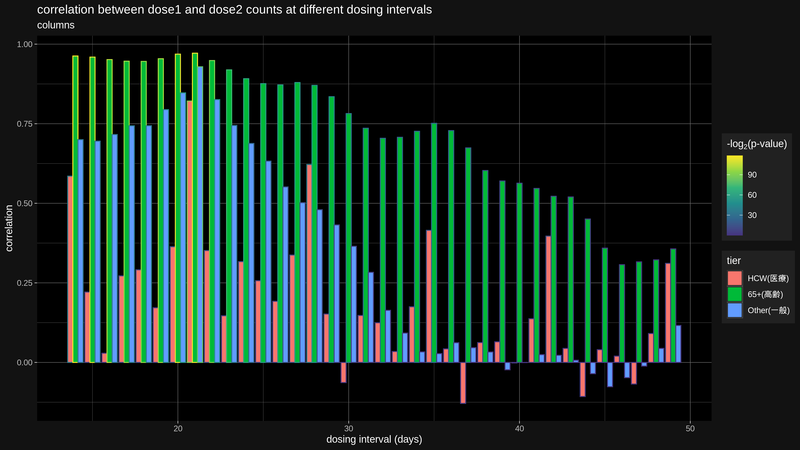 correlation between dose1 and dose2 counts at different dosing intervals
columns
1.00
0.75
0.50
0.25
0.00
correlation
20
30
40
50
dosing interval (days)
-log2(p-value)
90
60
30
tier
HCW(医療)
65+(高齢)
Other(一般)